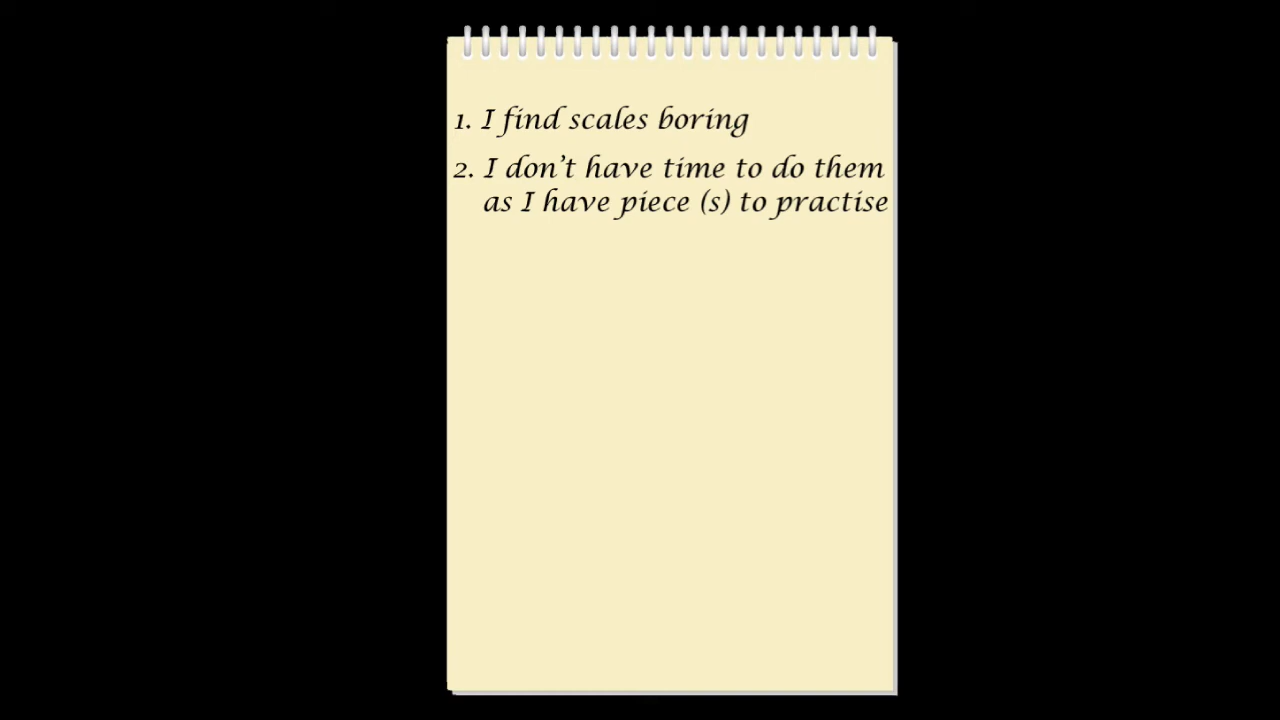 1. I find scales boring
2. I don't have time to do them
as I have piece (s) to practise